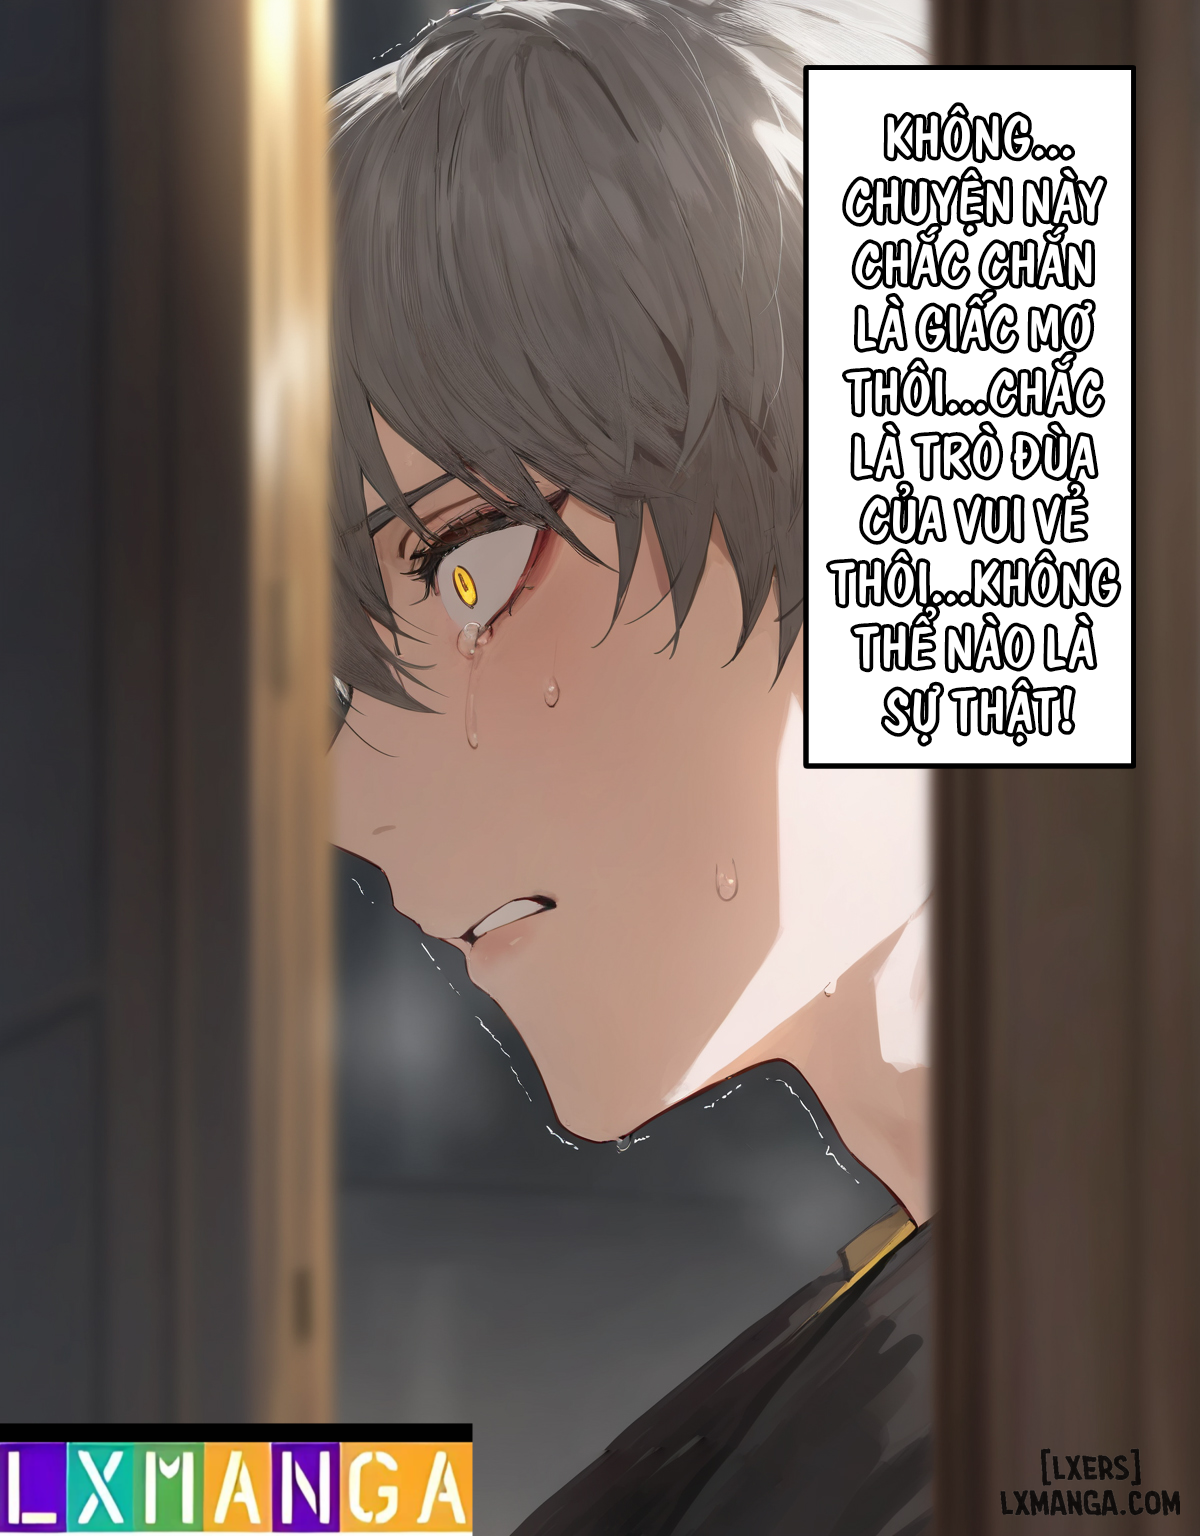 KHÔNG...
CHUYỆN NÀY
CHẮC CHẮN
LÀ GIẤC MƠ
THÔI...CHẮC
LÀ TRÒ ĐÙA
CỦA VUI VẺ
THÔI...KHÔNG
THỂ NÀO LÀ
SỰ THẬT!
LXMANGA
[LXERS]
LXMANGA.COM